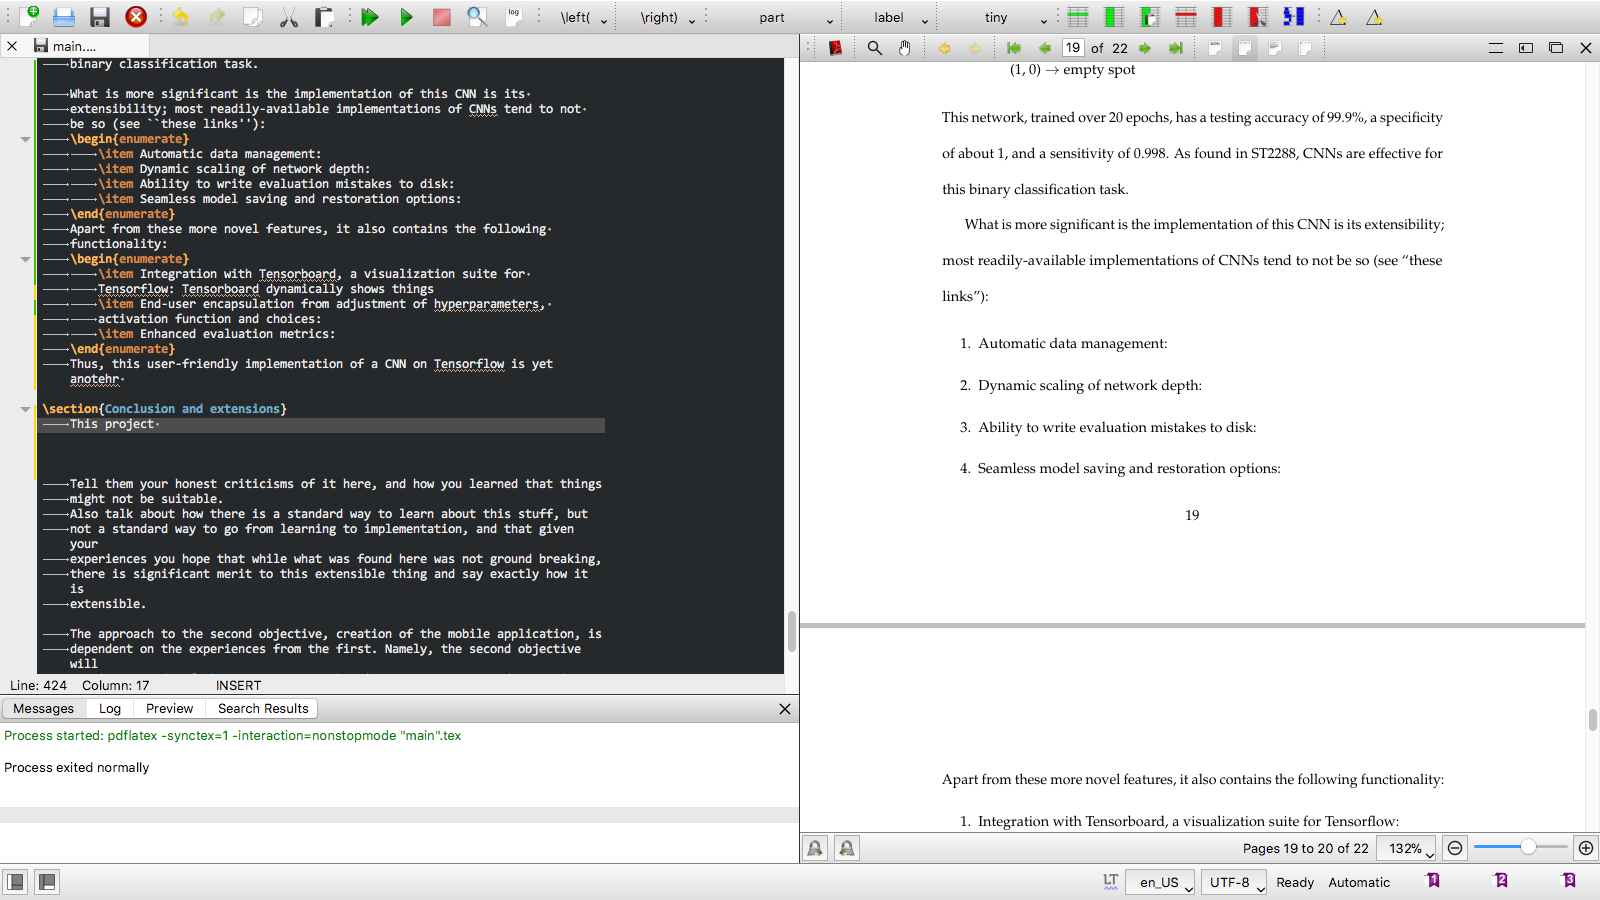 log
\left(
\right)
part
label
tiny
main....
19 of 22
binary classification task.
What is more significant is the implementation of this CNN is its
extensibility; most readily-available implementations of CNNs tend to not
be so (see ``these links''):
\begin{enumerate}
\item Automatic data management:
\item Dynamic scaling of network depth:
\item Ability to write evaluation mistakes to disk:
\item Seamless model saving and restoration options:
\end{enumerate}
Apart from these more novel features, it also contains the following
functionality:
\begin{enumerate}
\item Integration with Tensorboard, a visualization suite for
Tensorflow: Tensorboard dynamically shows things
\item End-user encapsulation from adjustment of hyperparameters,
activation function and choices:
\item Enhanced evaluation metrics:
\end{enumerate}
Thus, this user-friendly implementation of a CNN on Tensorflow is yet
anotehr
\section{Conclusion and extensions}
This project
Tell them your honest criticisms of it here, and how you learned that things
might not be suitable.
Also talk about how there is a standard way to learn about this stuff, but
not a standard way to go from learning to implementation, and that given
your
experiences you hope that while what was found here was not ground breaking,
there is significant merit to this extensible thing and say exactly how it
is
extensible.
The approach to the second objective, creation of the mobile application, is
dependent on the experiences from the first. Namely, the second objective
will
Line: 424 Column: 17 INSERT
Messages Log Preview Search Results
Process started: pdflatex -synctex=1 -interaction=nonstopmode "main".tex
Process exited normally
(1, 0) → empty spot
This network, trained over 20 epochs, has a testing accuracy of 99.9%, a specificity
of about 1, and a sensitivity of 0.998. As found in ST2288, CNNs are effective for
this binary classification task.
What is more significant is the implementation of this CNN is its extensibility;
most readily-available implementations of CNNs tend to not be so (see “these
links”):
1. Automatic data management:
2. Dynamic scaling of network depth:
3. Ability to write evaluation mistakes to disk:
4. Seamless model saving and restoration options:
19
Apart from these more novel features, it also contains the following functionality:
1. Integration with Tensorboard, a visualization suite for Tensorflow:
Pages 19 to 20 of 22 132%
LT en_US UTF-8 Ready Automatic 1 2 3